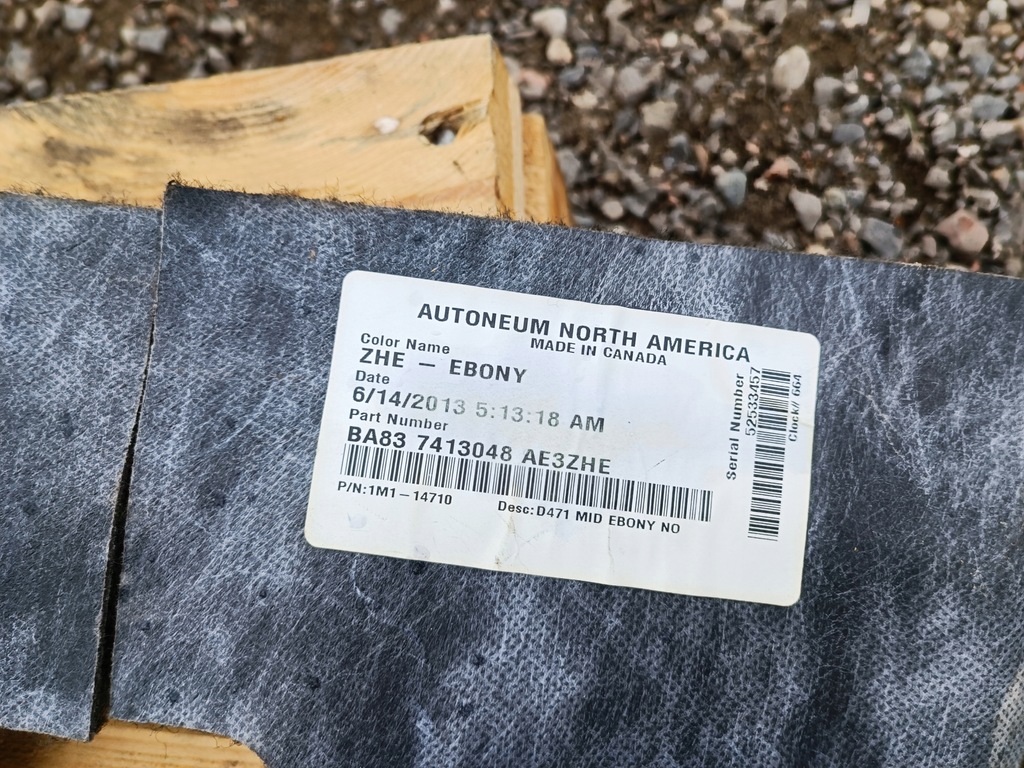 AUTONEUM NORTH AMERICA
MADE IN CANADA
Color Name
ZHE – EBONY
Date
6/14/2013 5:13:18 AM
Part Number
BA83 7413048 AE3ZHE
P/N:1M1–14710
Desc:D471 MID EBONY NO
Serial Number
52533457
Clock# 664